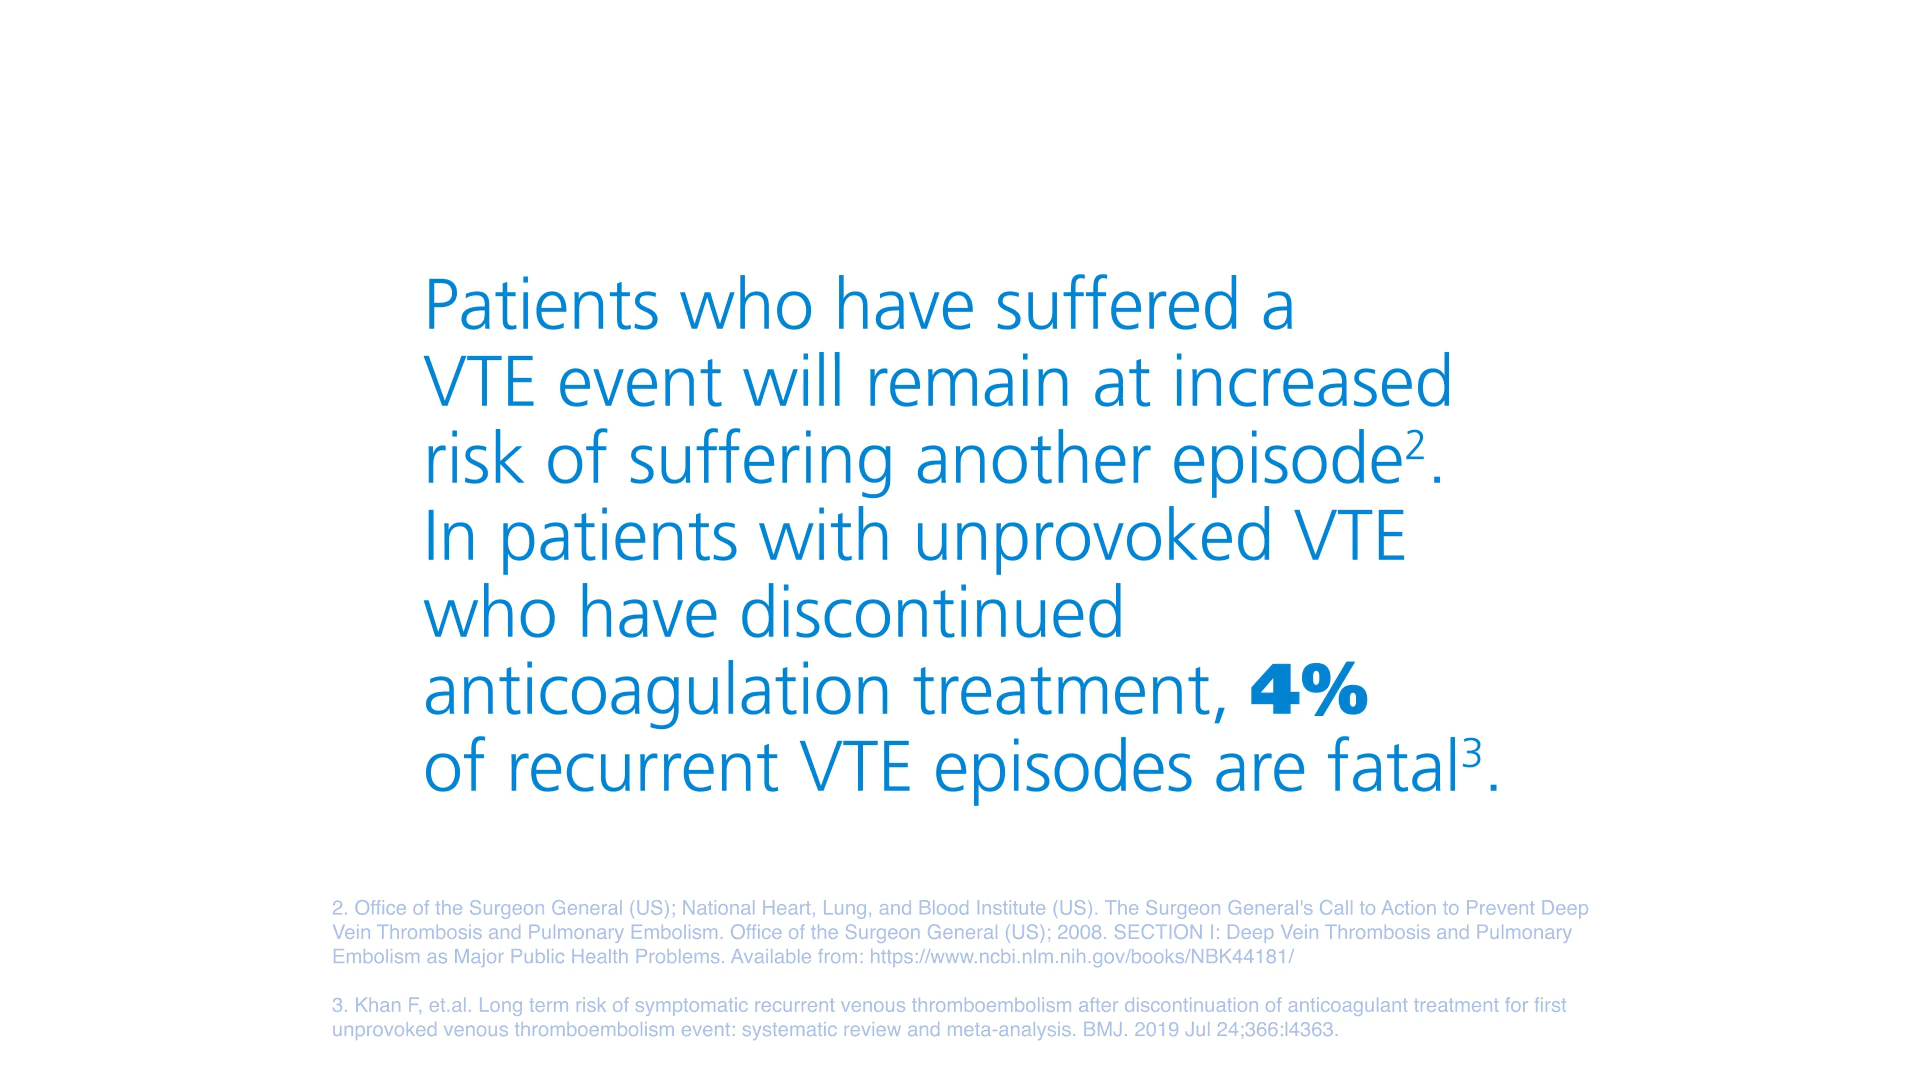 Patients who have suffered a
VTE event will remain at increased
risk of suffering another episode².
In patients with unprovoked VTE
who have discontinued
anticoagulation treatment, 4%
of recurrent VTE episodes are fatal³.
2. Office of the Surgeon General (US); National Heart, Lung, and Blood Institute (US). The Surgeon General's Call to Action to Prevent Deep
Vein Thrombosis and Pulmonary Embolism. Office of the Surgeon General (US); 2008. SECTION I: Deep Vein Thrombosis and Pulmonary
Embolism as Major Public Health Problems. Available from: https://www.ncbi.nlm.nih.gov/books/NBK44181/
3. Khan F, et.al. Long term risk of symptomatic recurrent venous thromboembolism after discontinuation of anticoagulant treatment for first
unprovoked venous thromboembolism event: systematic review and meta-analysis. BMJ. 2019 Jul 24;366:l4363.